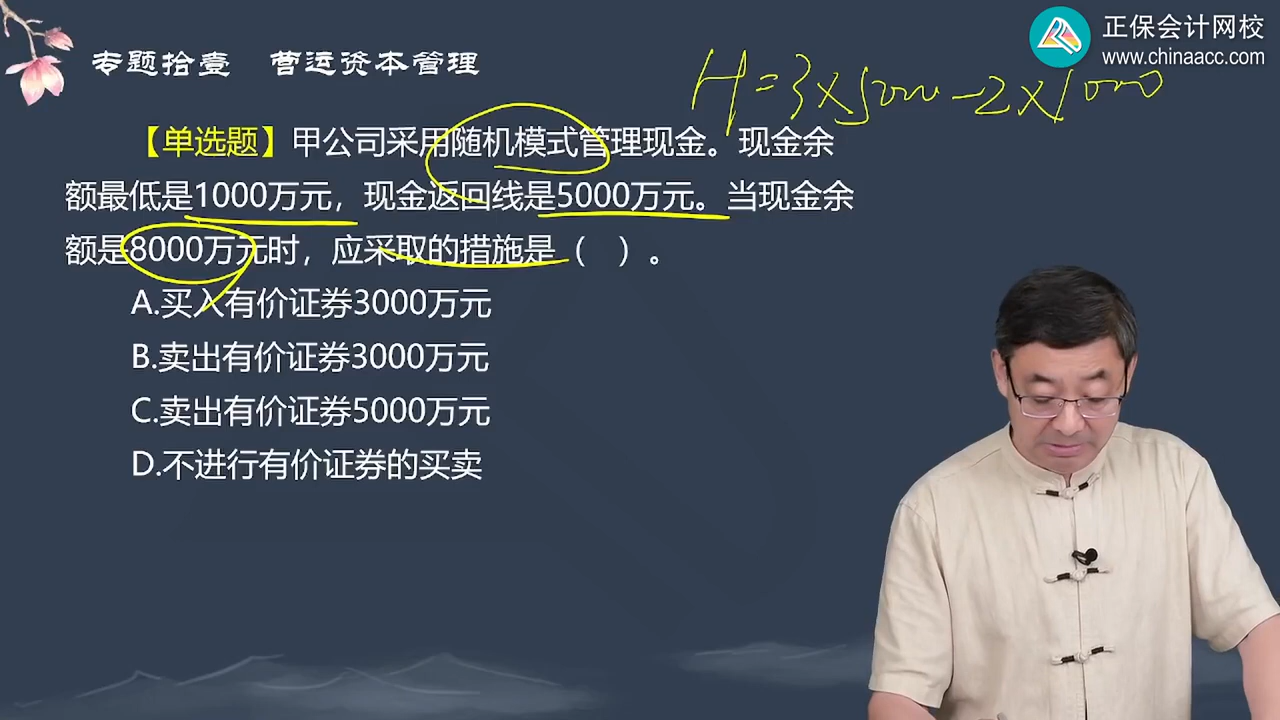 正保会计网校
www.chinaacc.com
专题拾壹 营运资本管理
H=3×5000-2×1000
【单选题】甲公司采用随机模式管理现金。现金余
额最低是1000万元，现金返回线是5000万元。当现金余
额是8000万元时，应采取的措施是（ ）。
A.买入有价证券3000万元
B.卖出有价证券3000万元
C.卖出有价证券5000万元
D.不进行有价证券的买卖